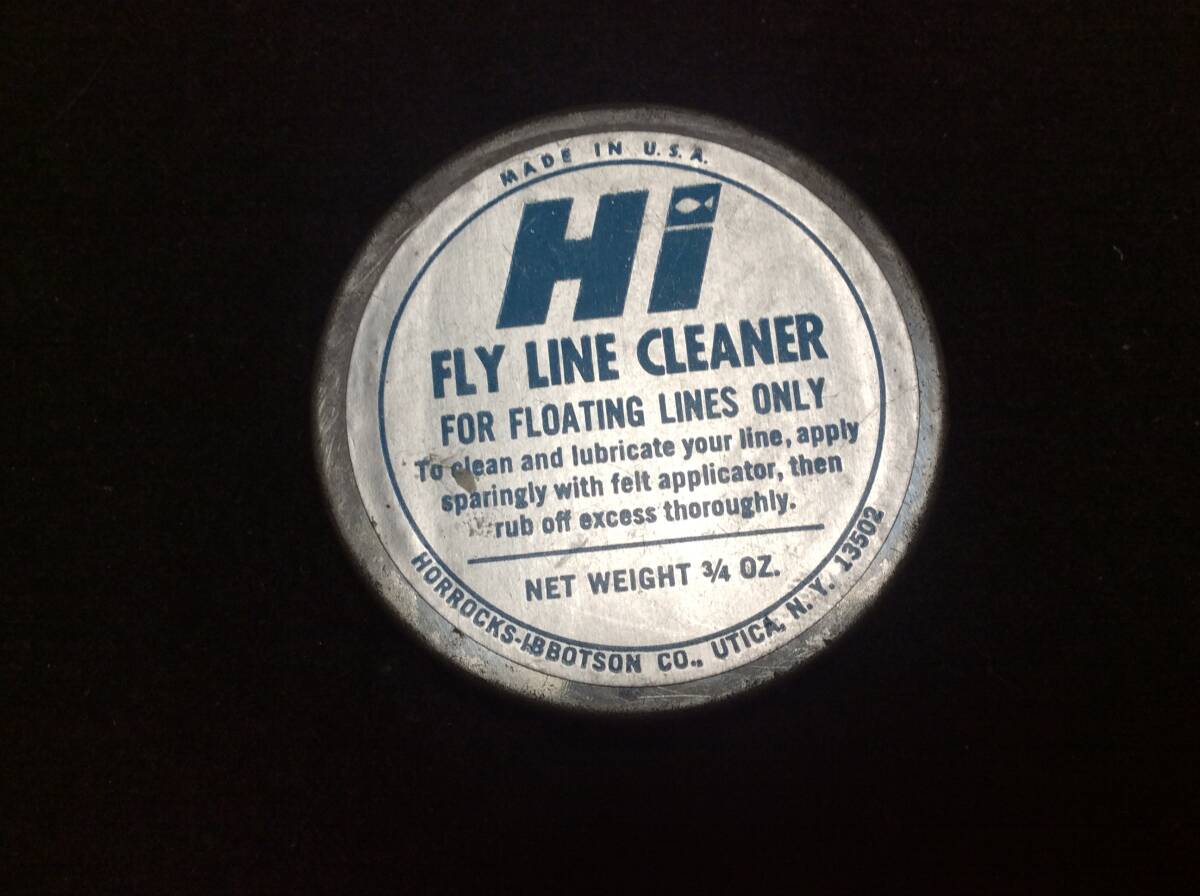 MADE IN U.S.A.
Hi
FLY LINE CLEANER
FOR FLOATING LINES ONLY
To clean and lubricate your line, apply
sparingly with felt applicator, then
rub off excess thoroughly.
NET WEIGHT 3/4 OZ.
HORROCKS-IBBOTSON CO., UTICA, N. Y. 13502